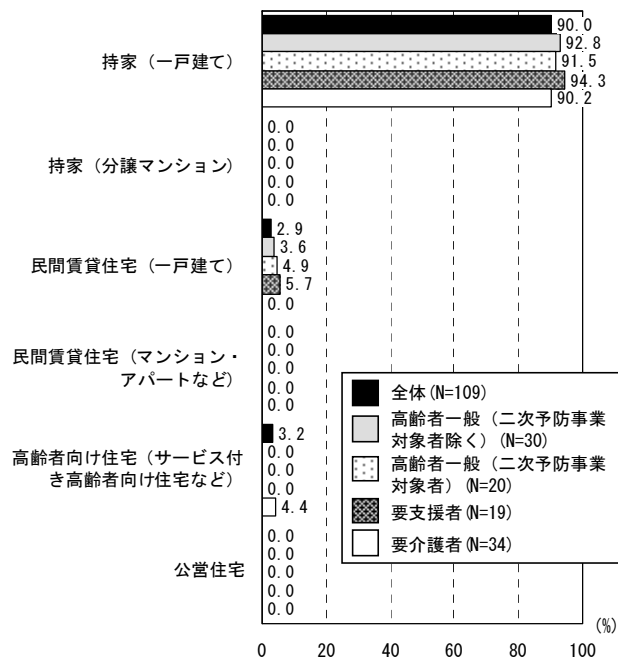 持家（一戸建て）
90.0
92.8
91.5
94.3
90.2
持家（分譲マンション）
0.0
0.0
0.0
0.0
0.0
民間賃貸住宅（一戸建て）
2.9
3.6
4.9
5.7
0.0
民間賃貸住宅（マンション・
アパートなど）
0.0
0.0
0.0
0.0
0.0
高齢者向け住宅（サービス付
き高齢者向け住宅など）
3.2
0.0
0.0
0.0
4.4
公営住宅
0.0
0.0
0.0
0.0
0.0
全体(N=109)
高齢者一般（二次予防事業
対象者除く）(N=30)
高齢者一般（二次予防事業
対象者）(N=20)
要支援者(N=19)
要介護者(N=34)
(%)
0 20 40 60 80 100